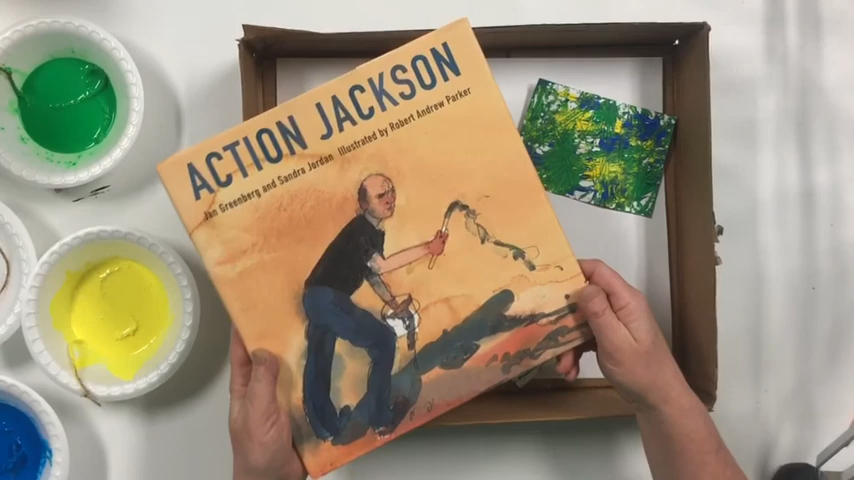 ACTION JACKSON
Jan Greenberg and Sandra Jordan Illustrated by Robert Andrew Parker